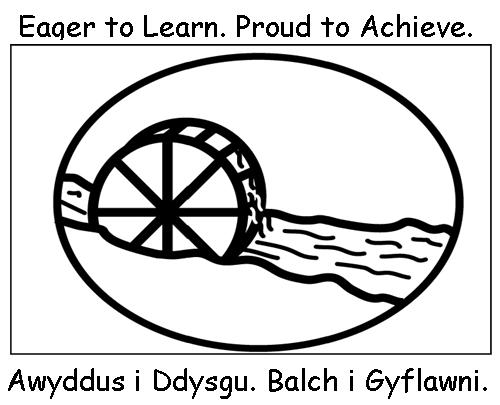 Eager to Learn. Proud to Achieve.
Awyddus i Ddysgu. Balch i Gyflawni.